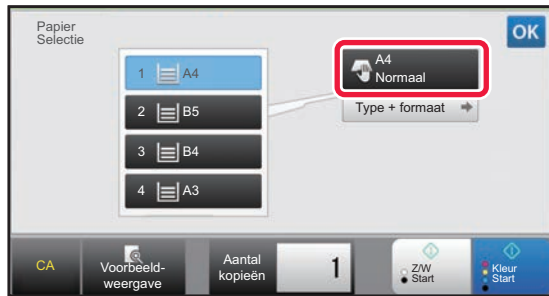 Papier
Selectie
OK
1 A4
2 B5
3 B4
4 A3
A4
Normaal
Type + formaat
CA
Voorbeeld-
weergave
Aantal
kopieën
1
Z/W
Start
Kleur
Start